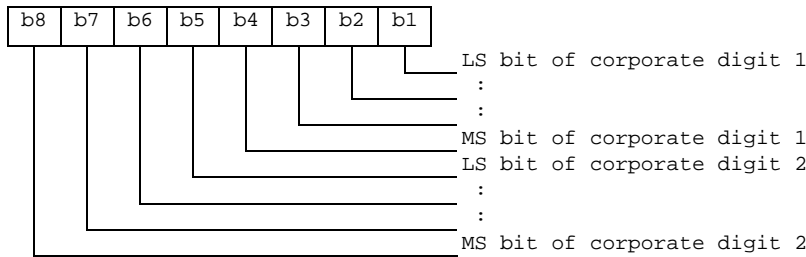 b8 b7 b6 b5 b4 b3 b2 b1
LS bit of corporate digit 1
:
:
MS bit of corporate digit 1
LS bit of corporate digit 2
:
:
MS bit of corporate digit 2